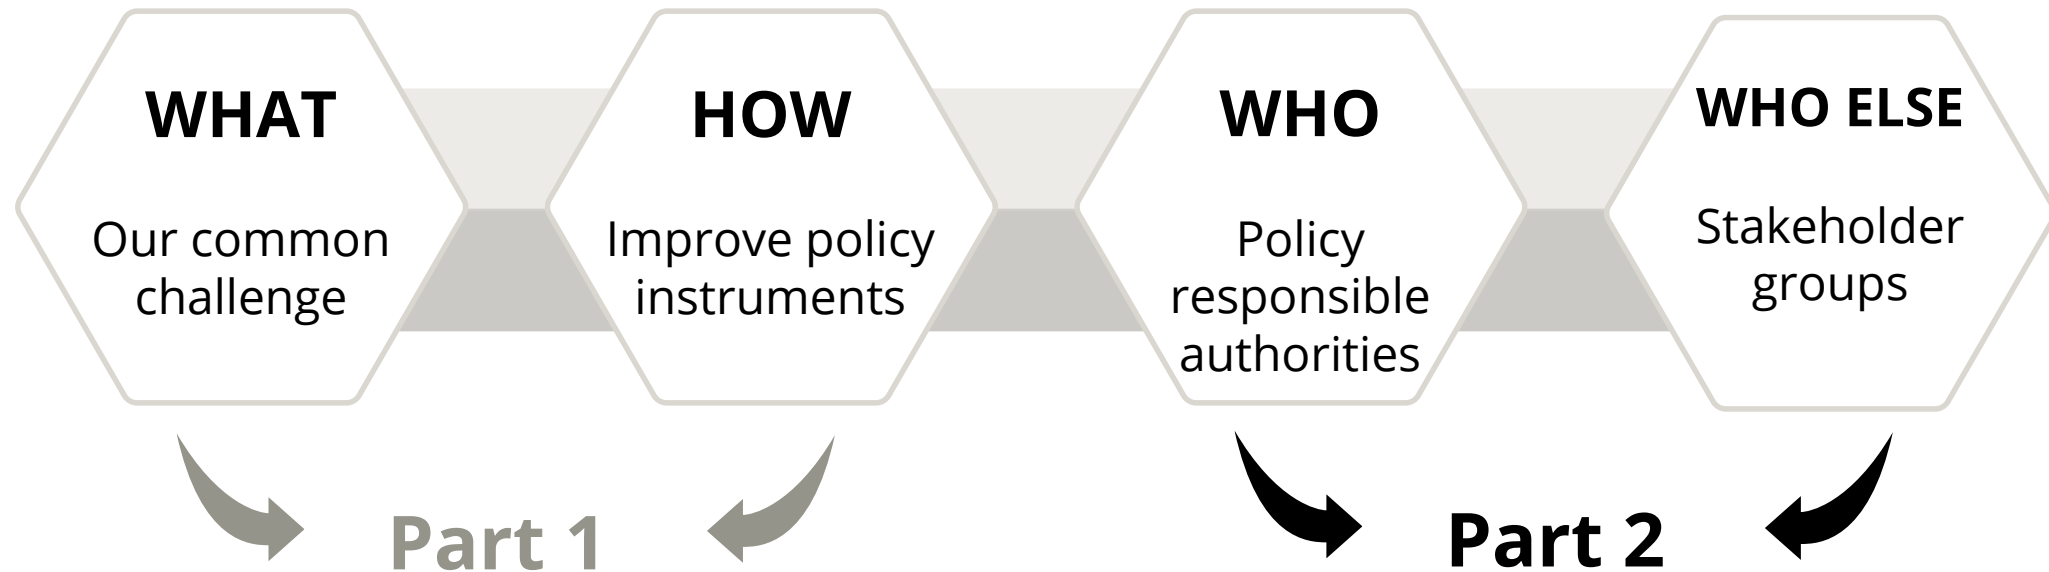 WHAT
Our common
challenge
HOW
Improve policy
instruments
WHO
Policy
responsible
authorities
WHO ELSE
Stakeholder
groups
Part 1
Part 2